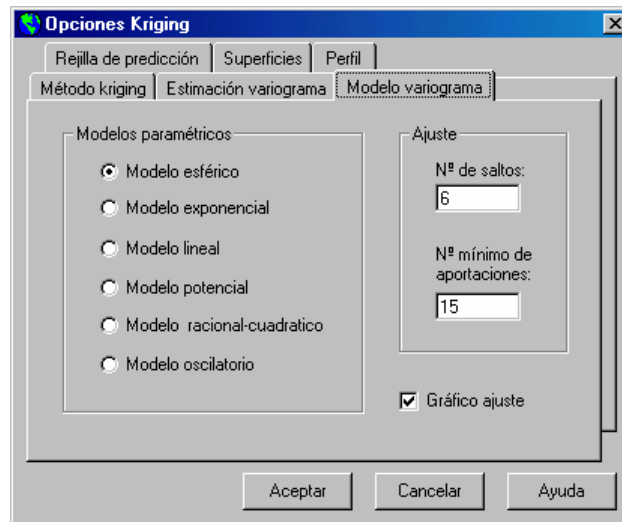 Opciones Kriging
Rejilla de predicción
Superficies
Perfil
Método kriging
Estimación variograma
Modelo variograma
Modelos paramétricos
Modelo esférico
Modelo exponencial
Modelo lineal
Modelo potencial
Modelo racional-cuadratico
Modelo oscilatorio
Ajuste
Nº de saltos:
6
Nº mínimo de
aportaciones:
15
Gráfico ajuste
Aceptar
Cancelar
Ayuda